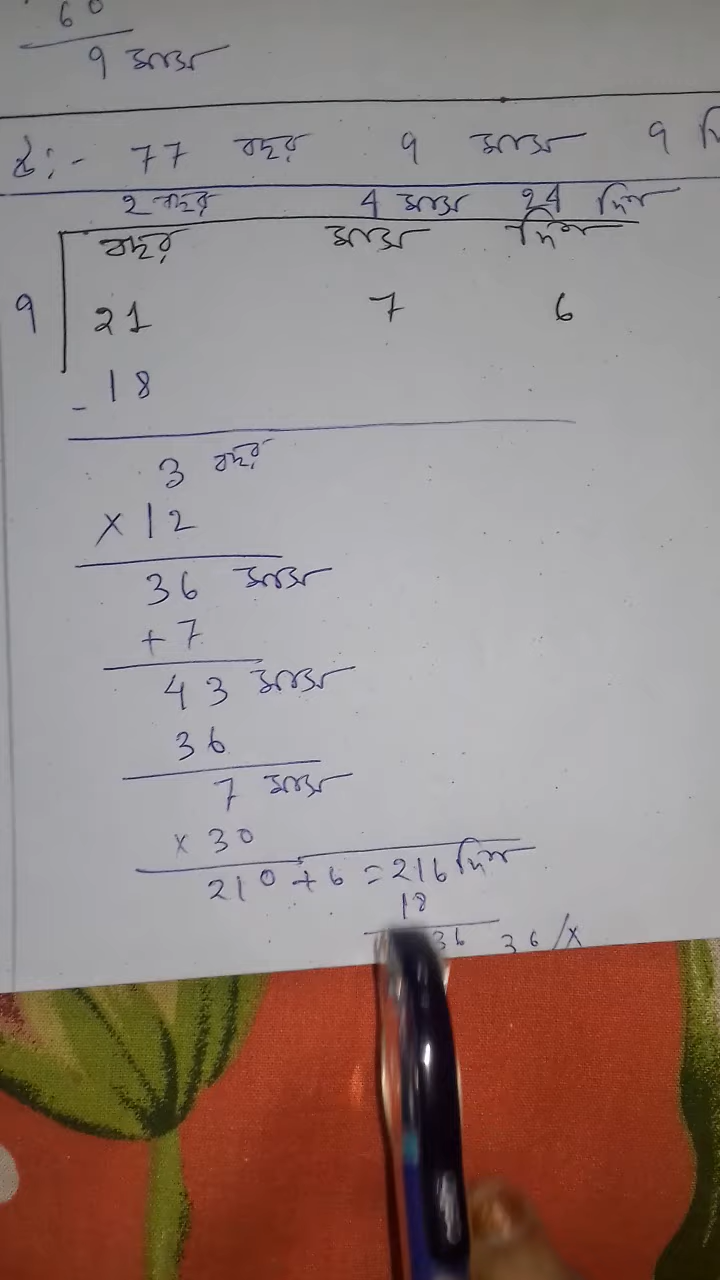 60
9 মাস
উঃ- 77 বছর 9 মাস 9
2 বছর 4 মাস 24 দিন
বছর মাস দিন
9 21 7 6
- 18
3 বছর
x 12
36 মাস
+ 7
43 মাস
36
7 মাস
x 30
210 + 6 = 216 দিন
18
36 36 / x